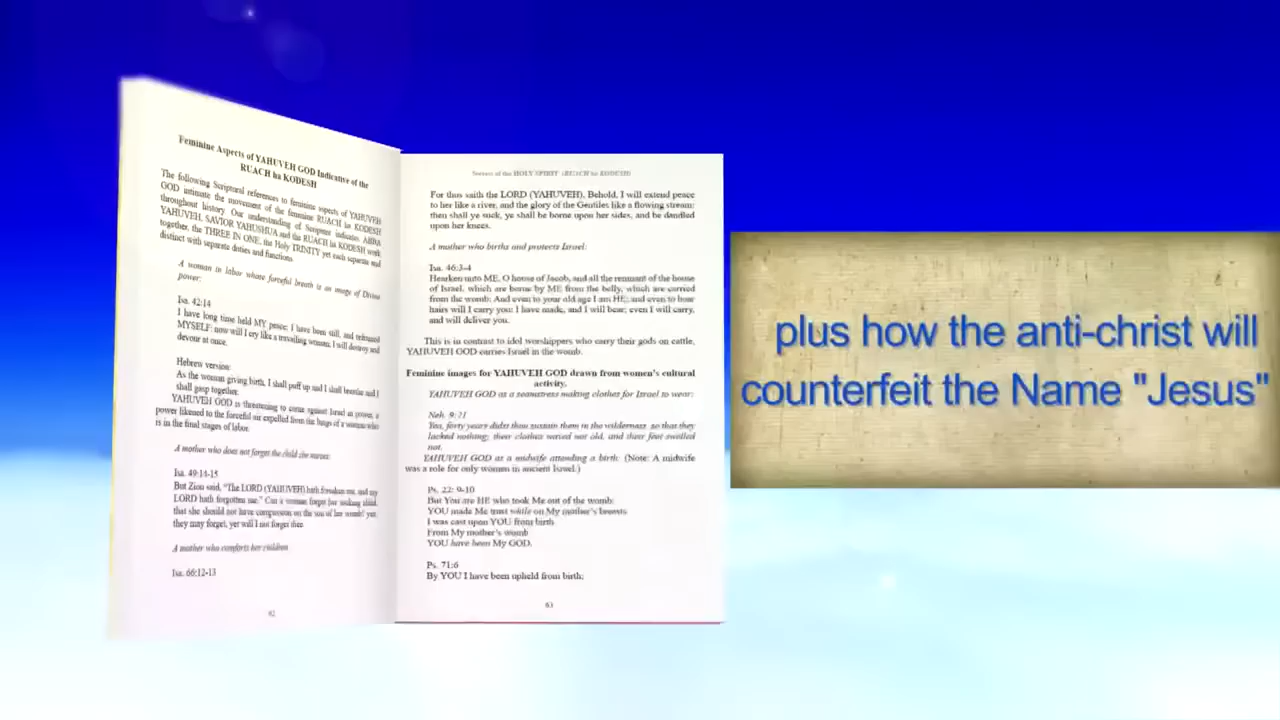 Feminine Aspects of YAHUVEH GOD Indicative of the
RUACH ha KODESH
The following Scriptural references to feminine aspects of YAHUVEH
GOD intimate the movement of the feminine RUACH ha KODESH
throughout history. Our understanding of Scripture indicates ABBA
YAHUVEH, SAVIOR YAHUSHUA and the RUACH ha KODESH work
together, the THREE IN ONE, the Holy TRINITY yet each separate and
distinct with separate duties and functions.
A woman in labor whose forceful breath is an image of Divine
power:
Isa. 42:14
I have long time held MY peace; I have been still, and refrained
MYSELF: now will I cry like a travailing woman; I will destroy and
devour at once.
Hebrew version:
As the woman giving birth, I shall puff up and I shall breathe and I
shall gasp together.
YAHUVEH GOD is threatening to come against Israel in power, a
power likened to the forceful air expelled from the lungs of a woman who
is in the final stages of labor.
A mother who does not forget the child she nurses:
Isa. 49:14-15
But Zion said, "The LORD (YAHUVEH) hath forsaken me, and my
LORD hath forgotten me." Can a woman forget her sucking child,
that she should not have compassion on the son of her womb? yet,
they may forget, yet will I not forget thee.
A mother who comforts her children
Isa. 66:12-13
62
Secrets of the HOLY SPIRIT (RUACH ha KODESH)
For thus saith the LORD (YAHUVEH), Behold, I will extend peace
to her like a river, and the glory of the Gentiles like a flowing stream:
then shall ye suck, ye shall be borne upon her sides, and be dandled
upon her knees.
A mother who births and protects Israel:
Isa. 46:3-4
Hearken unto ME, O house of Jacob, and all the remnant of the house
of Israel, which are borne by ME from the belly, which are carried
from the womb: And even to your old age I am HE; and even to hoar
hairs will I carry you: I have made, and I will bear; even I will carry,
and will deliver you.
This is in contrast to idol worshippers who carry their gods on cattle,
YAHUVEH GOD carries Israel in the womb.
Feminine images for YAHUVEH GOD drawn from women's cultural
activity.
YAHUVEH GOD as a seamstress making clothes for Israel to wear:
Neh. 9:21
Yea, forty years didst thou sustain them in the wilderness, so that they
lacked nothing; their clothes waxed not old, and their feet swelled
not.
YAHUVEH GOD as a midwife attending a birth: (Note: A midwife
was a role for only women in ancient Israel.)
Ps. 22: 9-10
But You are HE who took Me out of the womb;
YOU made Me trust while on My mother's breasts
I was cast upon YOU from birth
From My mother's womb
YOU have been My GOD.
Ps. 71:6
By YOU I have been upheld from birth;
63
plus how the anti-christ will
counterfeit the Name "Jesus"